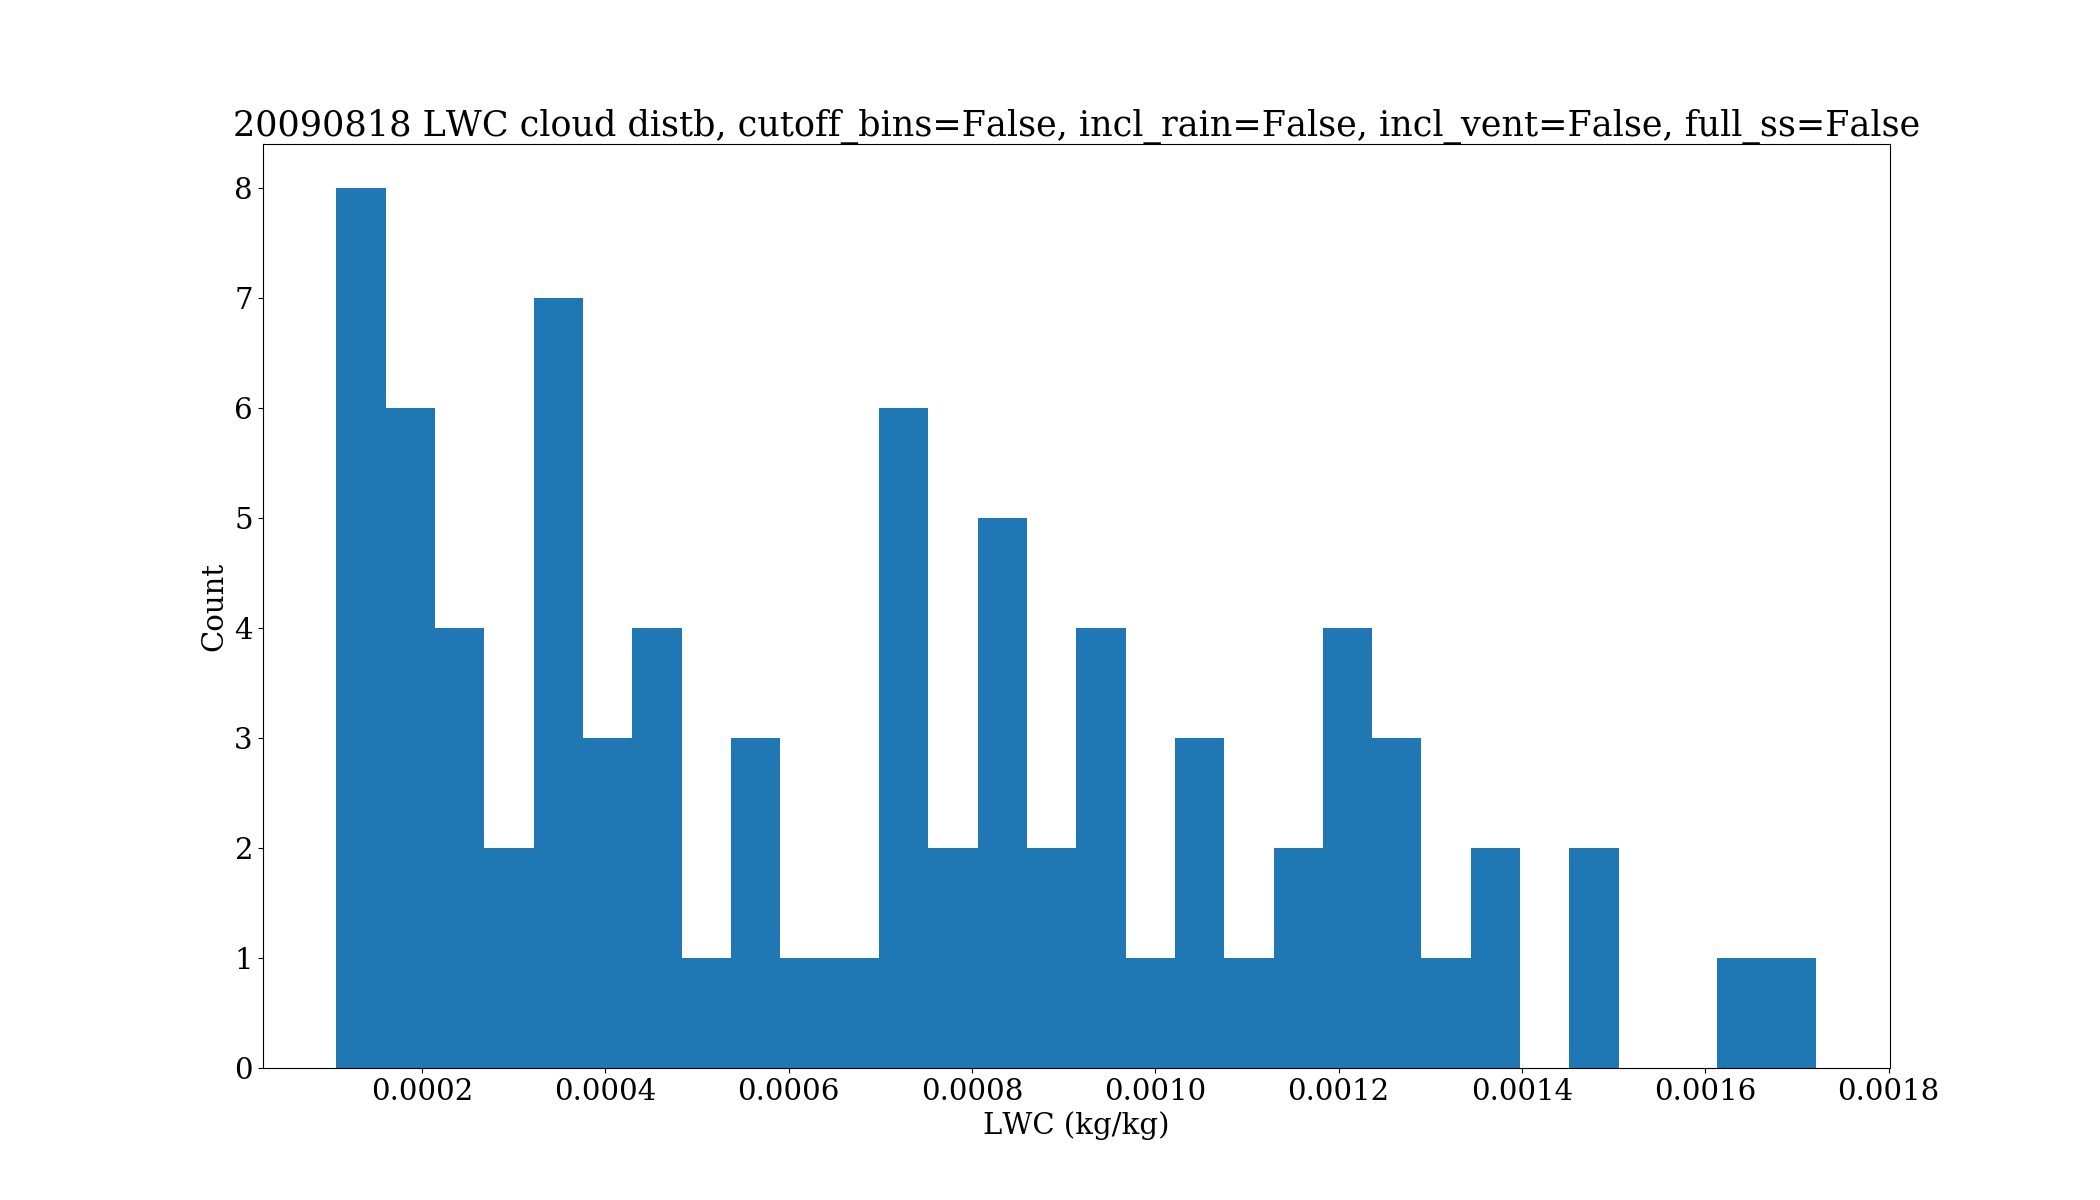 20090818 LWC cloud distb, cutoff_bins=False, incl_rain=False, incl_vent=False, full_ss=False
8
7
6
5
4
3
2
1
0
Count
0.0002 0.0004 0.0006 0.0008 0.0010 0.0012 0.0014 0.0016 0.0018
LWC (kg/kg)